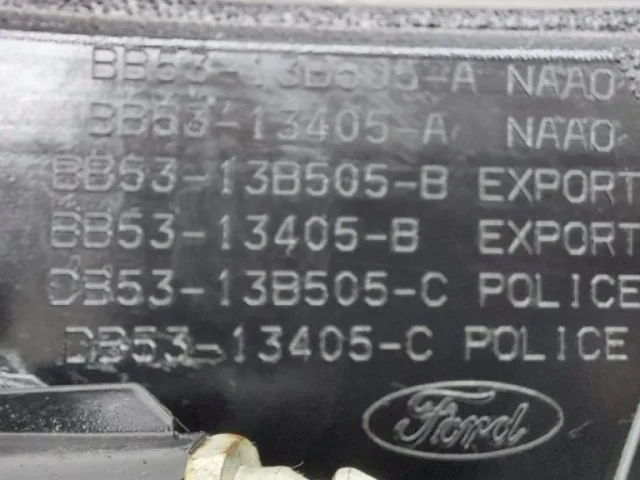 BB53-13B505-A NAAO
BB53-13405-A NAAO
BB53-13B505-B EXPORT
BB53-13405-B EXPORT
DB53-13B505-C POLICE
DB53-13405-C POLICE
Ford